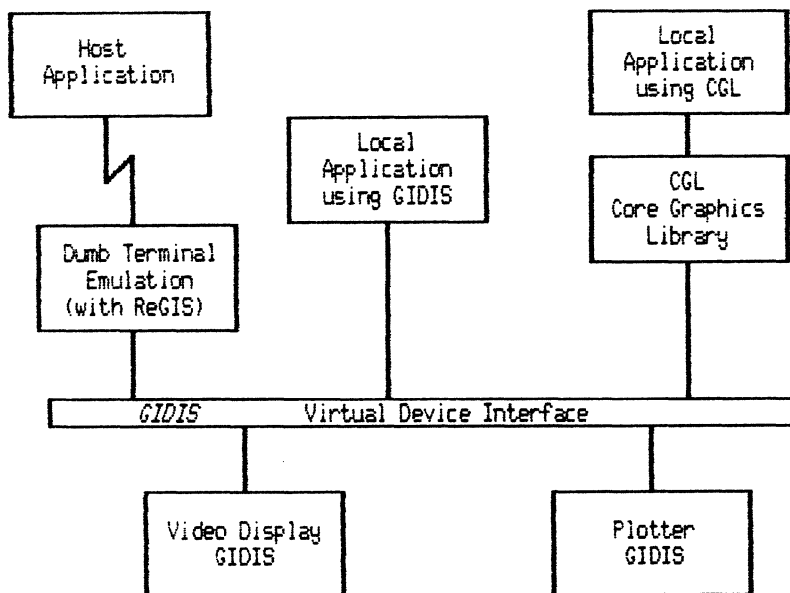 Host
Application
Local
Application
using CGL
Local
Application
using GIDIS
CGL
Core Graphics
Library
Dumb Terminal
Emulation
(with ReGIS)
GIDIS Virtual Device Interface
Video Display
GIDIS
Plotter
GIDIS